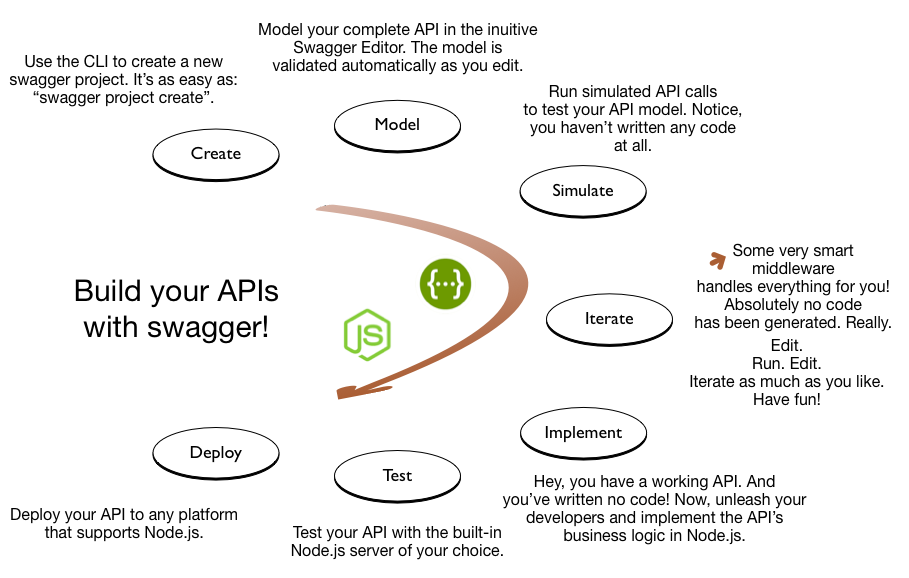 Model your complete API in the inuitive
Swagger Editor. The model is
validated automatically as you edit.
Use the CLI to create a new
swagger project. It's as easy as:
“swagger project create”.
Run simulated API calls
to test your API model. Notice,
you haven't written any code
at all.
Model
Create
Simulate
Some very smart
middleware
handles everything for you!
Absolutely no code
has been generated. Really.
Build your APIs
with swagger!
{···}
JS
Iterate
Edit.
Run. Edit.
Iterate as much as you like.
Have fun!
Implement
Deploy
Test
Hey, you have a working API. And
you've written no code! Now, unleash your
developers and implement the API's
business logic in Node.js.
Deploy your API to any platform
that supports Node.js.
Test your API with the built-in
Node.js server of your choice.